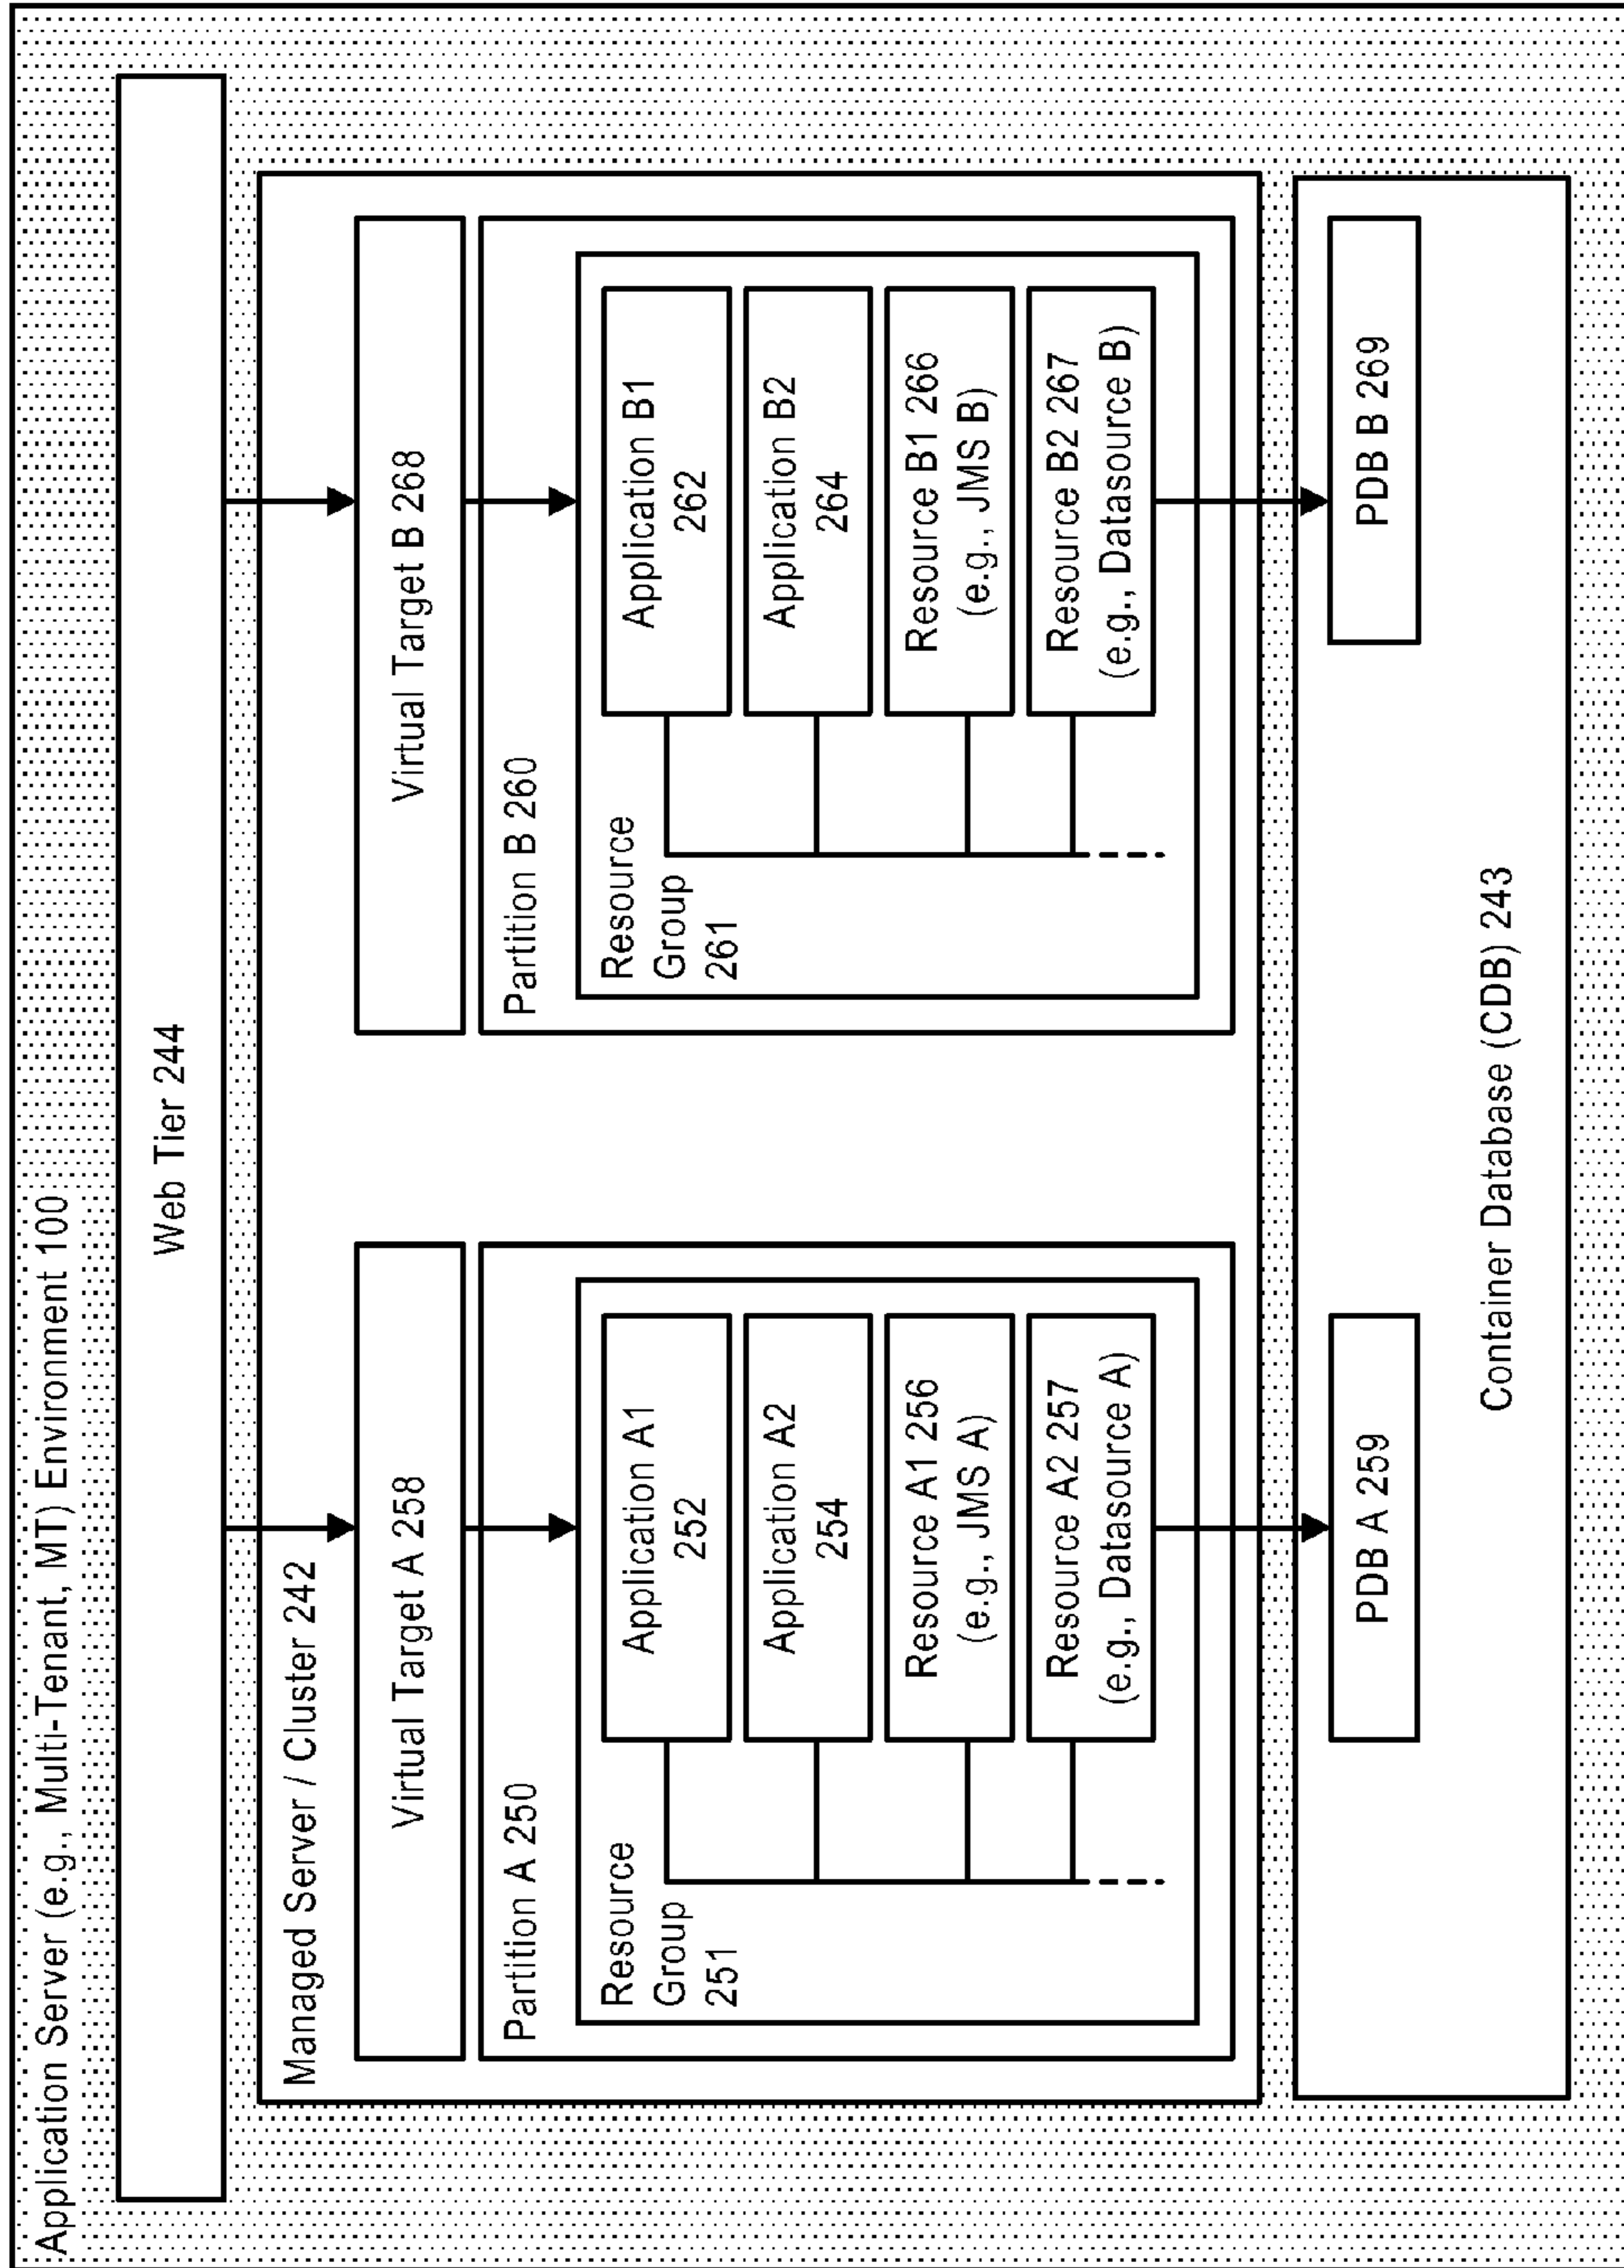 Application Server (e.g., Multi-Tenant, MT) Environment 100
Web Tier 244
Managed Server / Cluster 242
Virtual Target A 258
Partition A 250
Resource
Group
251
Application A1
252
Application A2
254
Resource A1 256
(e.g., JMS A)
Resource A2 257
(e.g., Datasource A)
Virtual Target B 268
Partition B 260
Resource
Group
261
Application B1
262
Application B2
264
Resource B1 266
(e.g., JMS B)
Resource B2 267
(e.g., Datasource B)
PDB A 259
PDB B 269
Container Database (CDB) 243